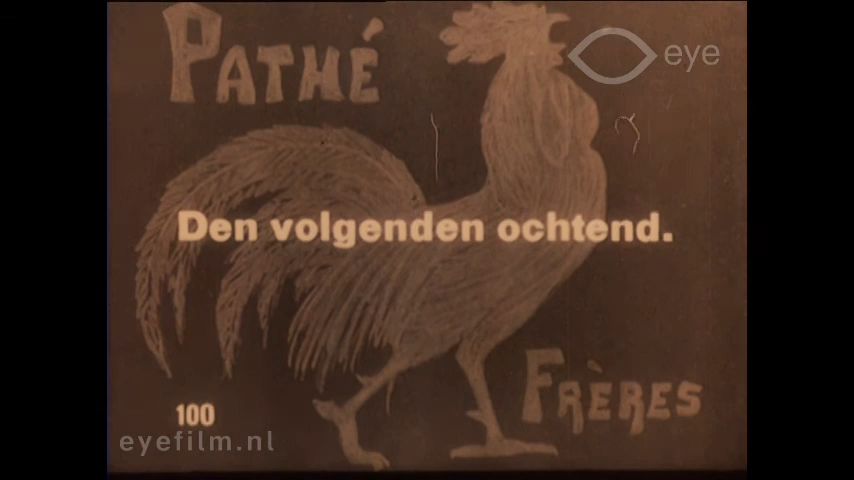 PATHÉ
eye
Den volgenden ochtend.
FRÈRES
100
eyefilm.nl